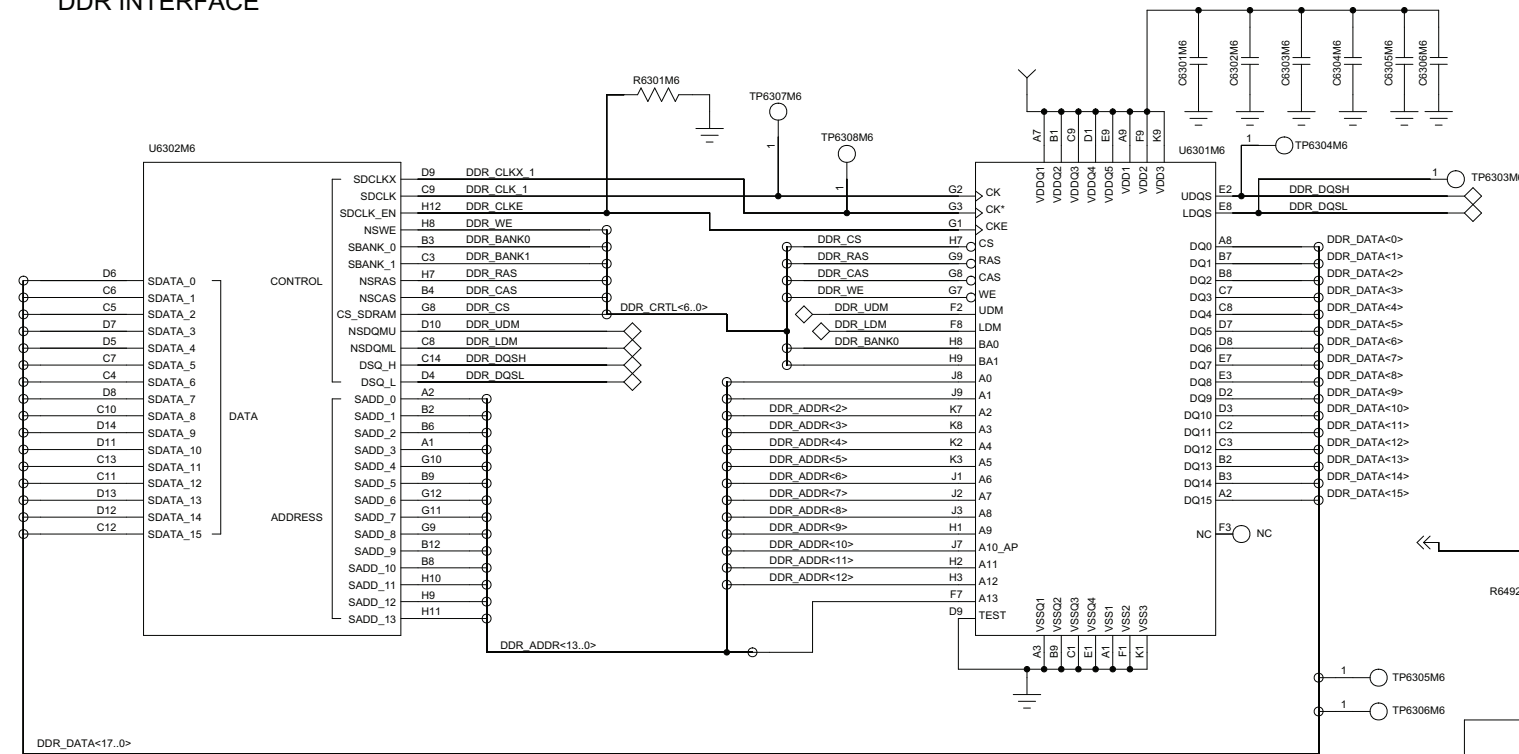 DDR INTERFACE
C6301M6
C6302M6
C6303M6
C6304M6
C6305M6
C6306M6
R6301M6
TP6307M6
1
TP6308M6
1
U6302M6
SDCLKX D9 DDR_CLKX_1
SDCLK C9 DDR_CLK_1
SDCLK_EN H12 DDR_CLKE
NSWE H8 DDR_WE
SBANK_0 B3 DDR_BANK0
SBANK_1 C3 DDR_BANK1
NSRAS H7 DDR_RAS
NSCAS B4 DDR_CAS
CS_SDRAM G8 DDR_CS
NSDQMU D10 DDR_UDM
NSDQML C8 DDR_LDM
DSQ_H C14 DDR_DQSH
DSQ_L D4 DDR_DQSL
CONTROL
SADD_0 A2
SADD_1 B2
SADD_2 B6
SADD_3 A1
SADD_4 G10
SADD_5 B9
SADD_6 G12
SADD_7 G11
SADD_8 G9
SADD_9 B12
SADD_10 B8
SADD_11 H10
SADD_12 H9
SADD_13 H11
ADDRESS
D6 SDATA_0
C6 SDATA_1
C5 SDATA_2
D7 SDATA_3
D5 SDATA_4
C7 SDATA_5
C4 SDATA_6
D8 SDATA_7
C10 SDATA_8
D14 SDATA_9
D11 SDATA_10
C13 SDATA_11
C11 SDATA_12
D13 SDATA_13
D12 SDATA_14
C12 SDATA_15
DATA
DDR_CRTL<6..0>
DDR_ADDR<13..0>
DDR_DATA<17..0>
U6301M6
A7 VDDQ1
B1 VDDQ2
C9 VDDQ3
D1 VDDQ4
E9 VDDQ5
A9 VDD1
F9 VDD2
K9 VDD3
G2 CK
G3 CK*
G1 CKE
DDR_CS H7 CS
DDR_RAS G9 RAS
DDR_CAS G8 CAS
DDR_WE G7 WE
DDR_UDM F2 UDM
DDR_LDM F8 LDM
DDR_BANK0 H8 BA0
H9 BA1
J8 A0
J9 A1
DDR_ADDR<2> K7 A2
DDR_ADDR<3> K8 A3
DDR_ADDR<4> K2 A4
DDR_ADDR<5> K3 A5
DDR_ADDR<6> J1 A6
DDR_ADDR<7> J2 A7
DDR_ADDR<8> J3 A8
DDR_ADDR<9> H1 A9
DDR_ADDR<10> J7 A10_AP
DDR_ADDR<11> H2 A11
DDR_ADDR<12> H3 A12
F7 A13
D9 TEST
VSSQ1 A3
VSSQ2 B9
VSSQ3 C1
VSSQ4 E1
VSS1 A1
VSS2 F1
VSS3 K1
1 TP6304M6
1 TP6303M6
UDQS E2 DDR_DQSH
LDQS E8 DDR_DQSL
DQ0 A8 DDR_DATA<0>
DQ1 B7 DDR_DATA<1>
DQ2 B8 DDR_DATA<2>
DQ3 C7 DDR_DATA<3>
DQ4 C8 DDR_DATA<4>
DQ5 D7 DDR_DATA<5>
DQ6 D8 DDR_DATA<6>
DQ7 E7 DDR_DATA<7>
DQ8 E3 DDR_DATA<8>
DQ9 D2 DDR_DATA<9>
DQ10 D3 DDR_DATA<10>
DQ11 C2 DDR_DATA<11>
DQ12 C3 DDR_DATA<12>
DQ13 B2 DDR_DATA<13>
DQ14 B3 DDR_DATA<14>
DQ15 A2 DDR_DATA<15>
NC F3 NC
R6492
1 TP6305M6
1 TP6306M6